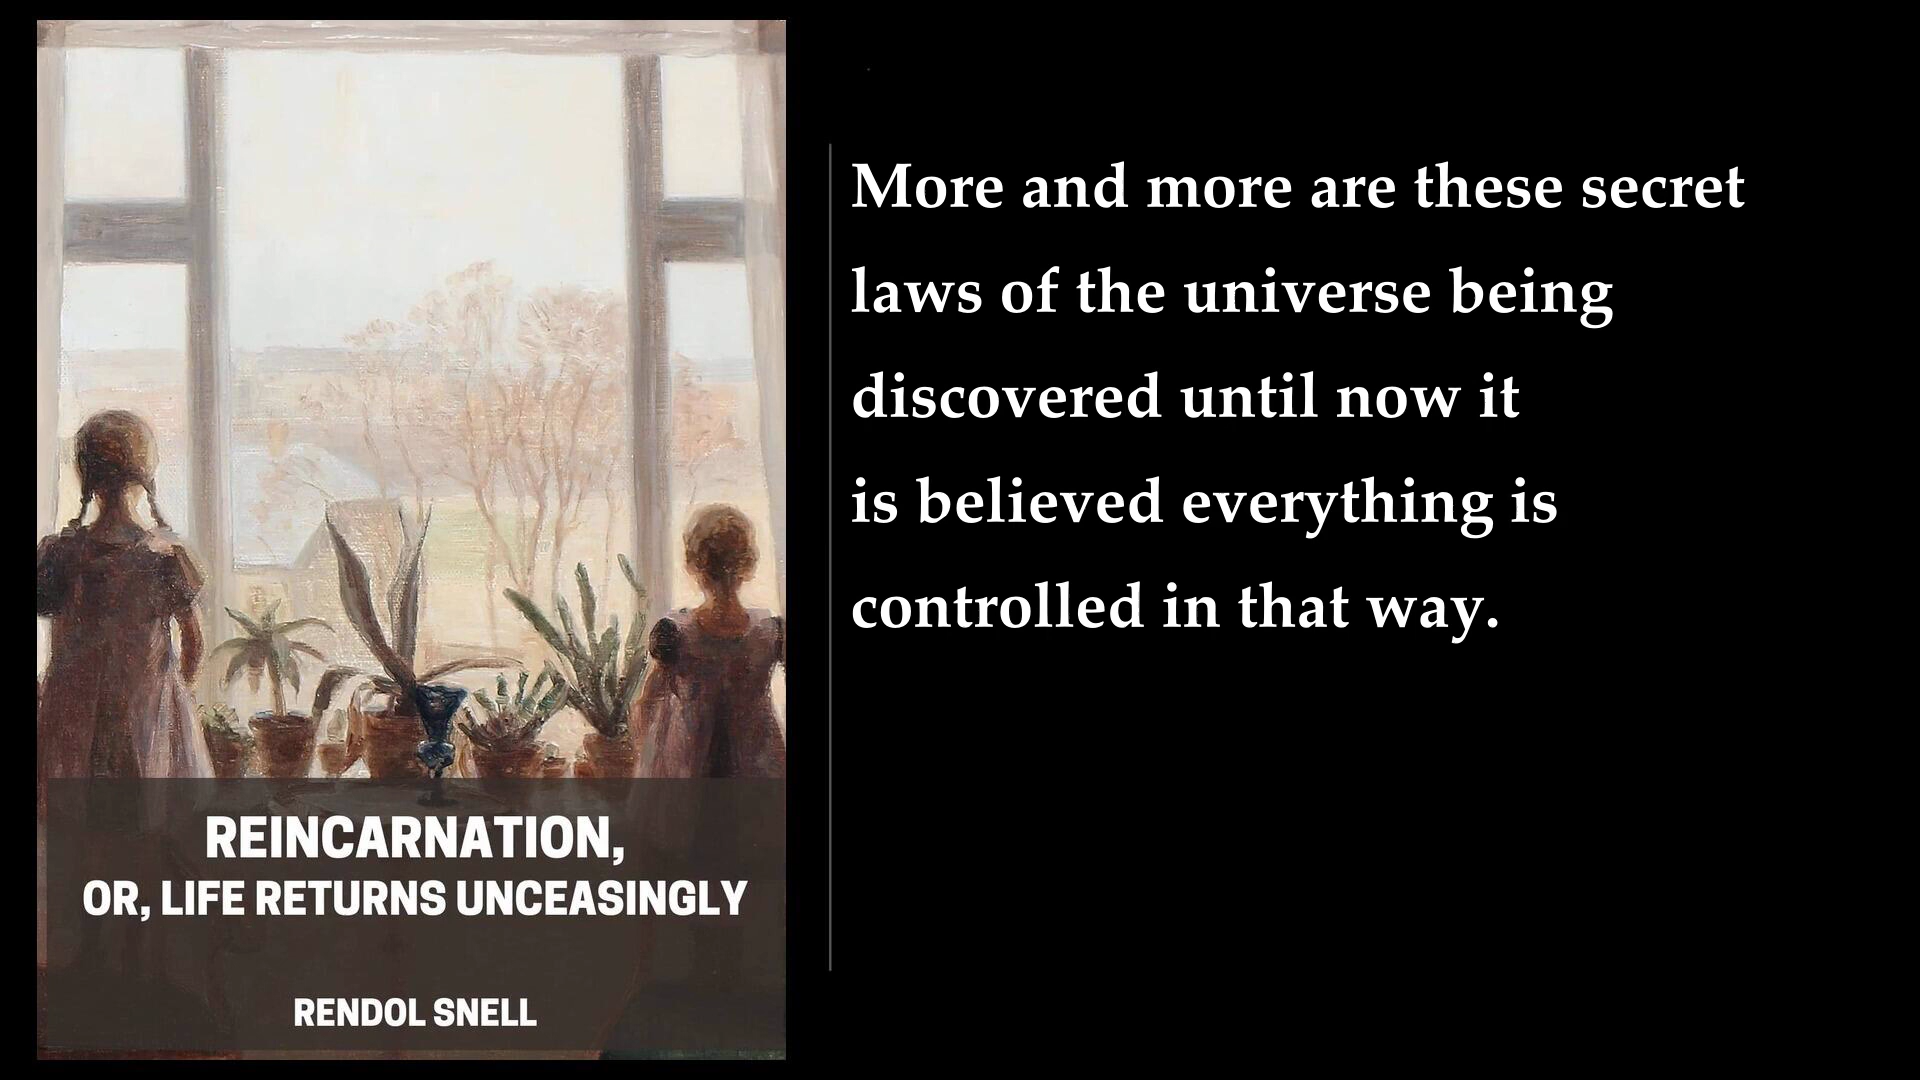 REINCARNATION,
OR, LIFE RETURNS UNCEASINGLY
RENDOL SNELL
More and more are these secret
laws of the universe being
discovered until now it
is believed everything is
controlled in that way.